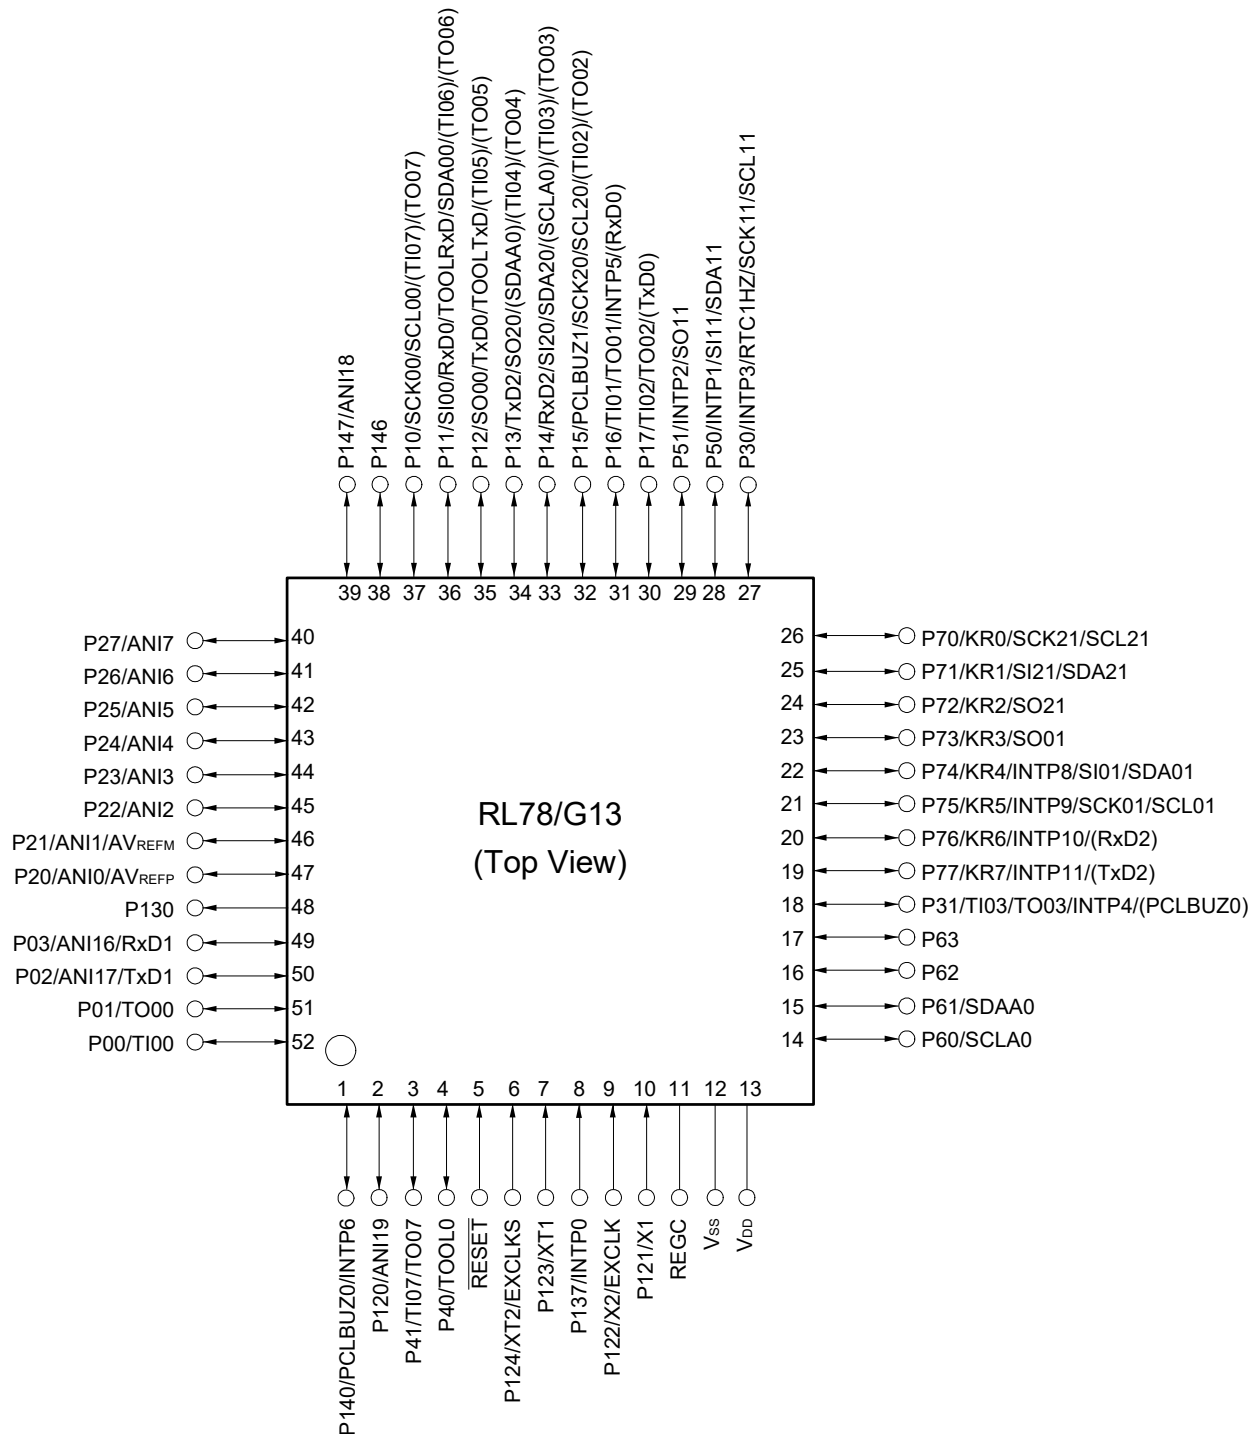 P147/ANI18
P146
P10/SCK00/SCL00/(TI07)/(TO07)
P11/SI00/RxD0/TOOLRxD/SDA00/(TI06)/(TO06)
P12/SO00/TxD0/TOOLTxD/(TI05)/(TO05)
P13/TxD2/SO20/(SDAA0)/(TI04)/(TO04)
P14/RxD2/SI20/SDA20/(SCLA0)/(TI03)/(TO03)
P15/PCLBUZ1/SCK20/SCL20/(TI02)/(TO02)
P16/TI01/TO01/INTP5/(RxD0)
P17/TI02/TO02/(TxD0)
P51/INTP2/SO11
P50/INTP1/SI11/SDA11
P30/INTP3/RTC1HZ/SCK11/SCL11
39 38 37 36 35 34 33 32 31 30 29 28 27
P27/ANI7 40
P26/ANI6 41
P25/ANI5 42
P24/ANI4 43
P23/ANI3 44
P22/ANI2 45
P21/ANI1/AVREFM 46
P20/ANI0/AVREFP 47
P130 48
P03/ANI16/RxD1 49
P02/ANI17/TxD1 50
P01/TO00 51
P00/TI00 52
RL78/G13
(Top View)
26 P70/KR0/SCK21/SCL21
25 P71/KR1/SI21/SDA21
24 P72/KR2/SO21
23 P73/KR3/SO01
22 P74/KR4/INTP8/SI01/SDA01
21 P75/KR5/INTP9/SCK01/SCL01
20 P76/KR6/INTP10/(RxD2)
19 P77/KR7/INTP11/(TxD2)
18 P31/TI03/TO03/INTP4/(PCLBUZ0)
17 P63
16 P62
15 P61/SDAA0
14 P60/SCLA0
1 2 3 4 5 6 7 8 9 10 11 12 13
P140/PCLBUZ0/INTP6
P120/ANI19
P41/TI07/TO07
P40/TOOL0
RESET
P124/XT2/EXCLKS
P123/XT1
P137/INTP0
P122/X2/EXCLK
P121/X1
REGC
VSS
VDD